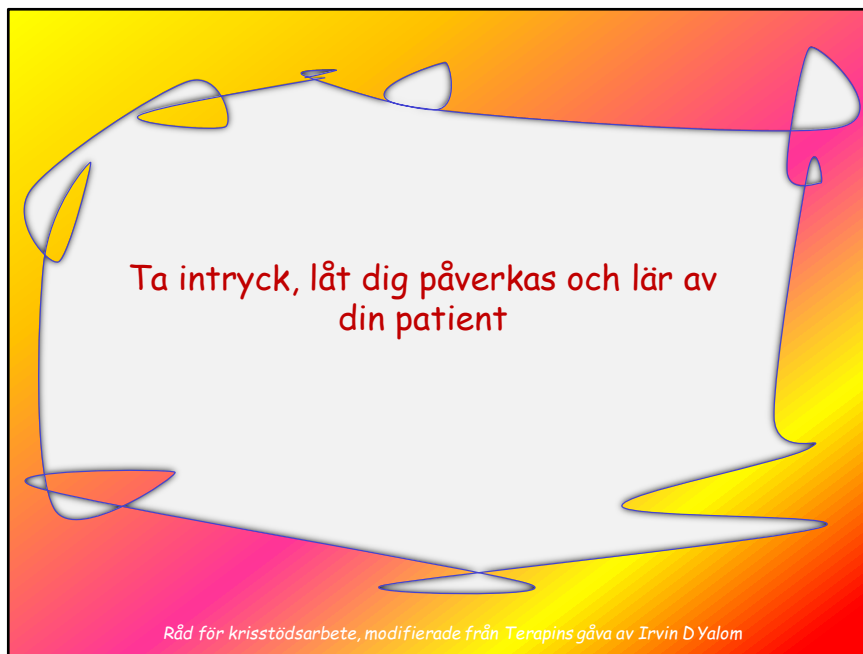 Ta intryck, låt dig påverkas och lär av
din patient
Råd för krisstödsarbete, modifierade från Terapins gåva av Irvin D Yalom